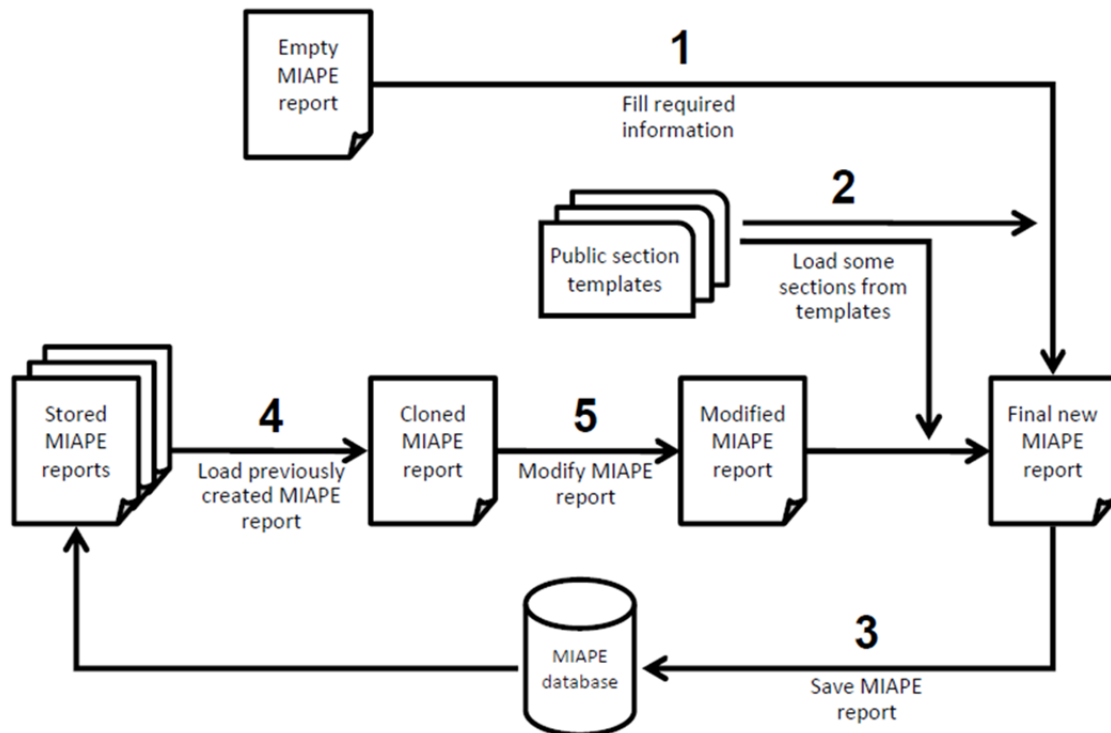 Empty
MIAPE
report
1
Fill required
information
2
Public section
templates
Load some
sections from
templates
Stored
MIAPE
reports
4
Load previously
created MIAPE
report
Cloned
MIAPE
report
5
Modify MIAPE
report
Modified
MIAPE
report
Final new
MIAPE
report
MIAPE
database
3
Save MIAPE
report